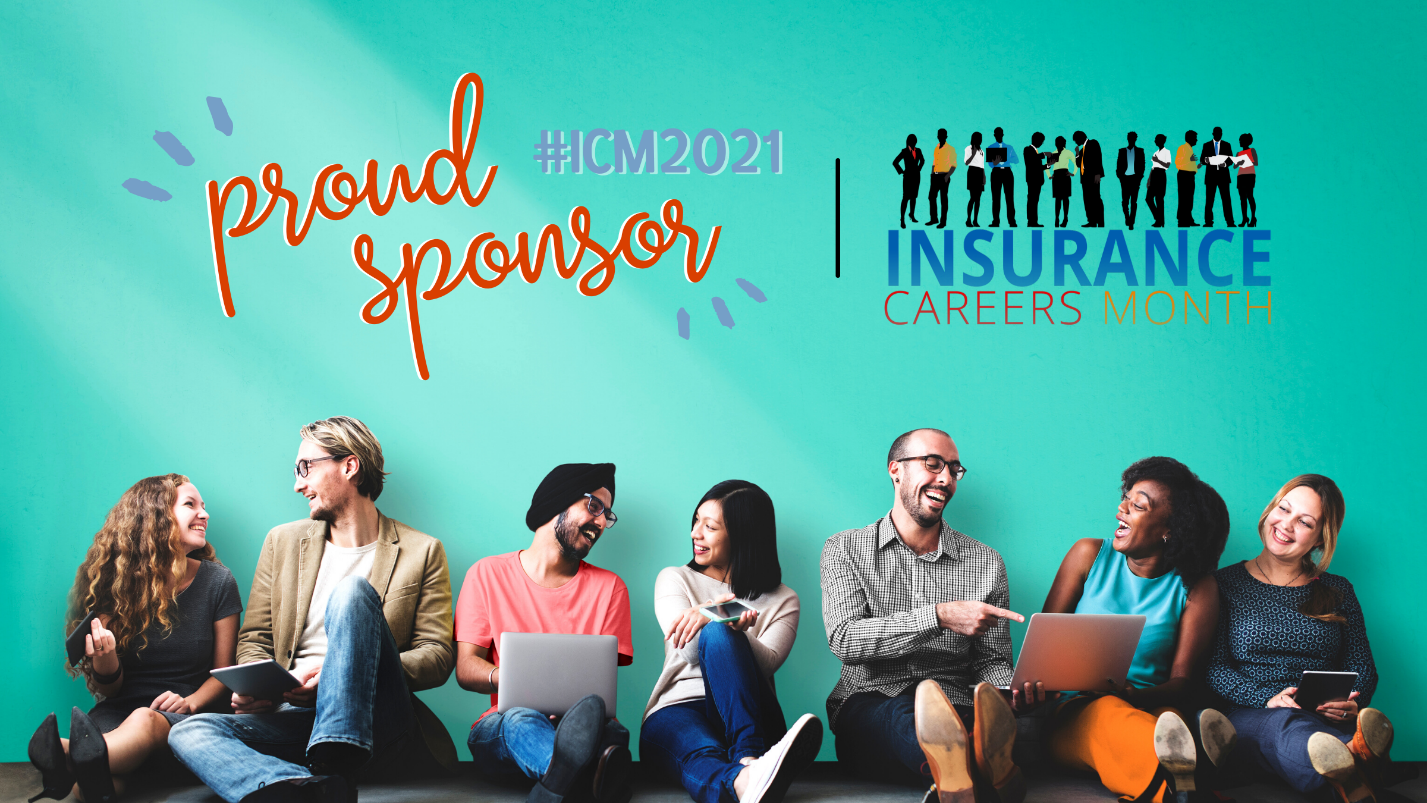 proud
#ICM2021
sponsor
INSURANCE
CAREERS MONTH